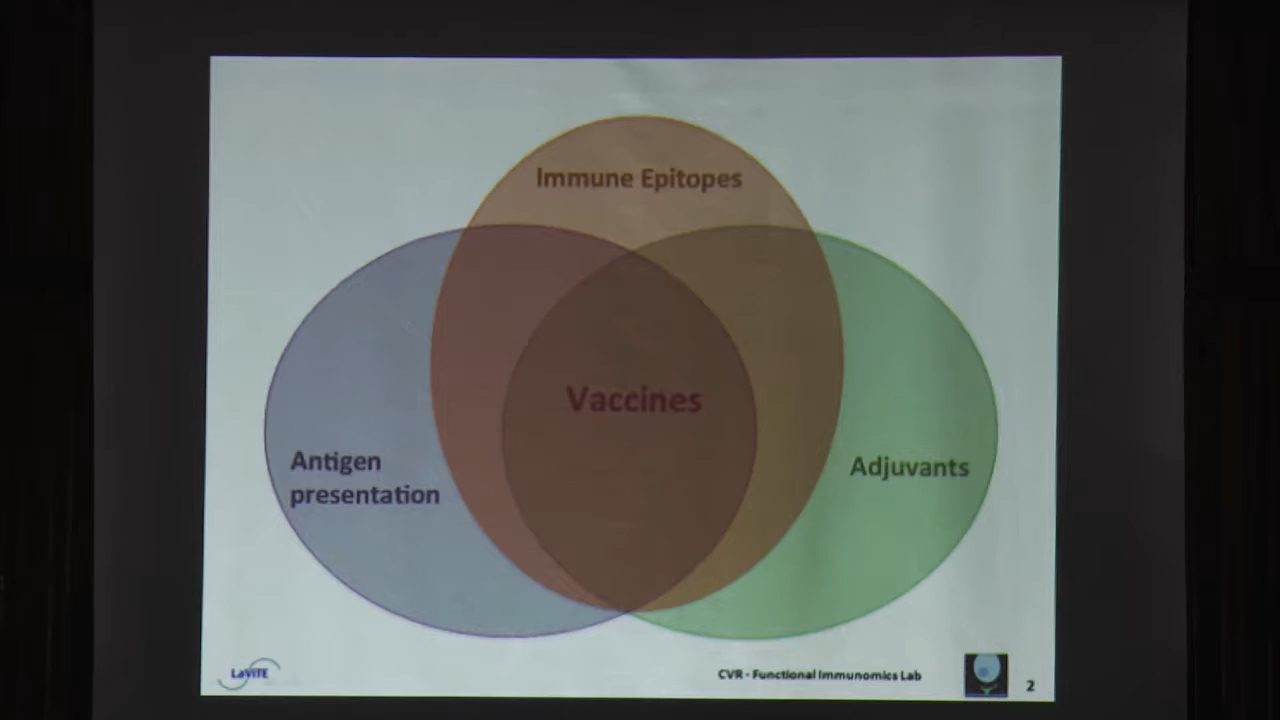 Immune Epitopes
Vaccines
Antigen
presentation
Adjuvants
LaViTE
CVR - Functional Immunomics Lab
2